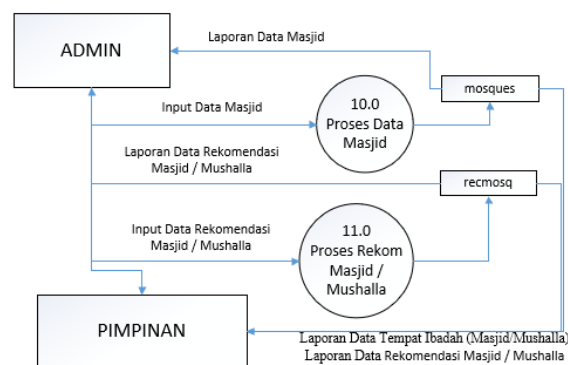 ADMIN
Laporan Data Masjid
mosques
Input Data Masjid
10.0
Proses Data
Masjid
Laporan Data Rekomendasi
Masjid / Mushalla
recmosq
Input Data Rekomendasi
Masjid / Mushalla
11.0
Proses Rekom
Masjid /
Mushalla
PIMPINAN
Laporan Data Tempat Ibadah (Masjid/Mushalla)
Laporan Data Rekomendasi Masjid / Mushalla